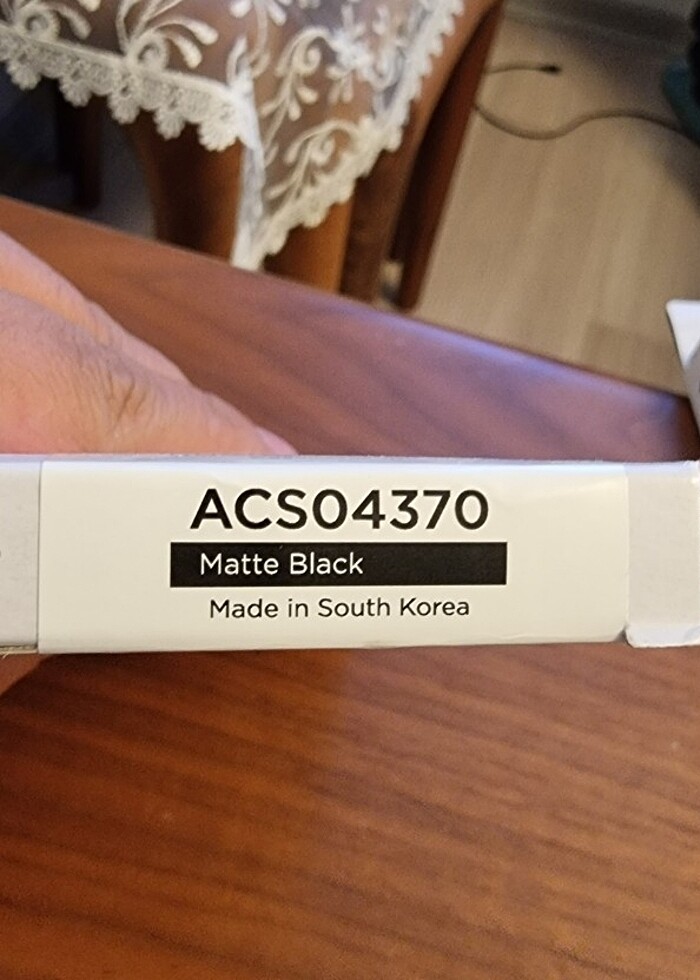 ACS04370
Matte Black
Made in South Korea